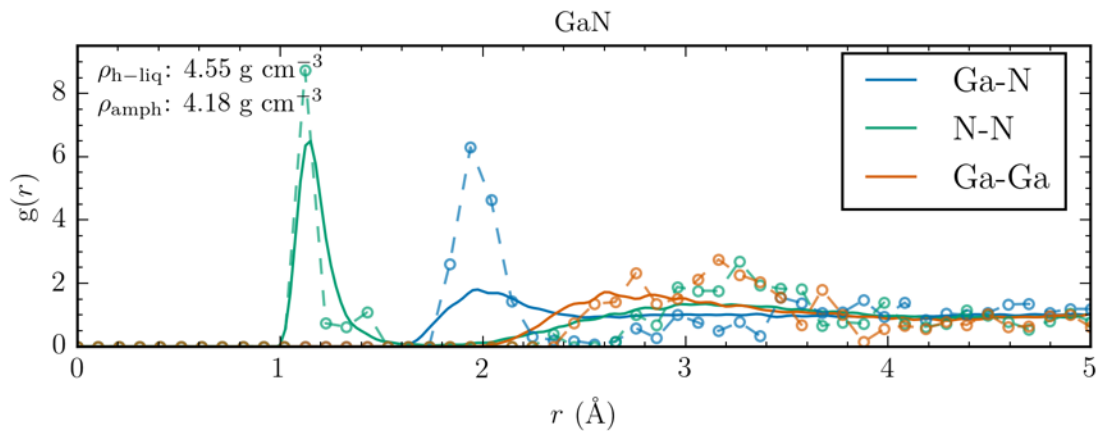 GaN
ρh−liq: 4.55 g cm−3
ρamph: 4.18 g cm−3
Ga-N
N-N
Ga-Ga
g(r)
8
6
4
2
0
0 1 2 3 4 5
r (Å)